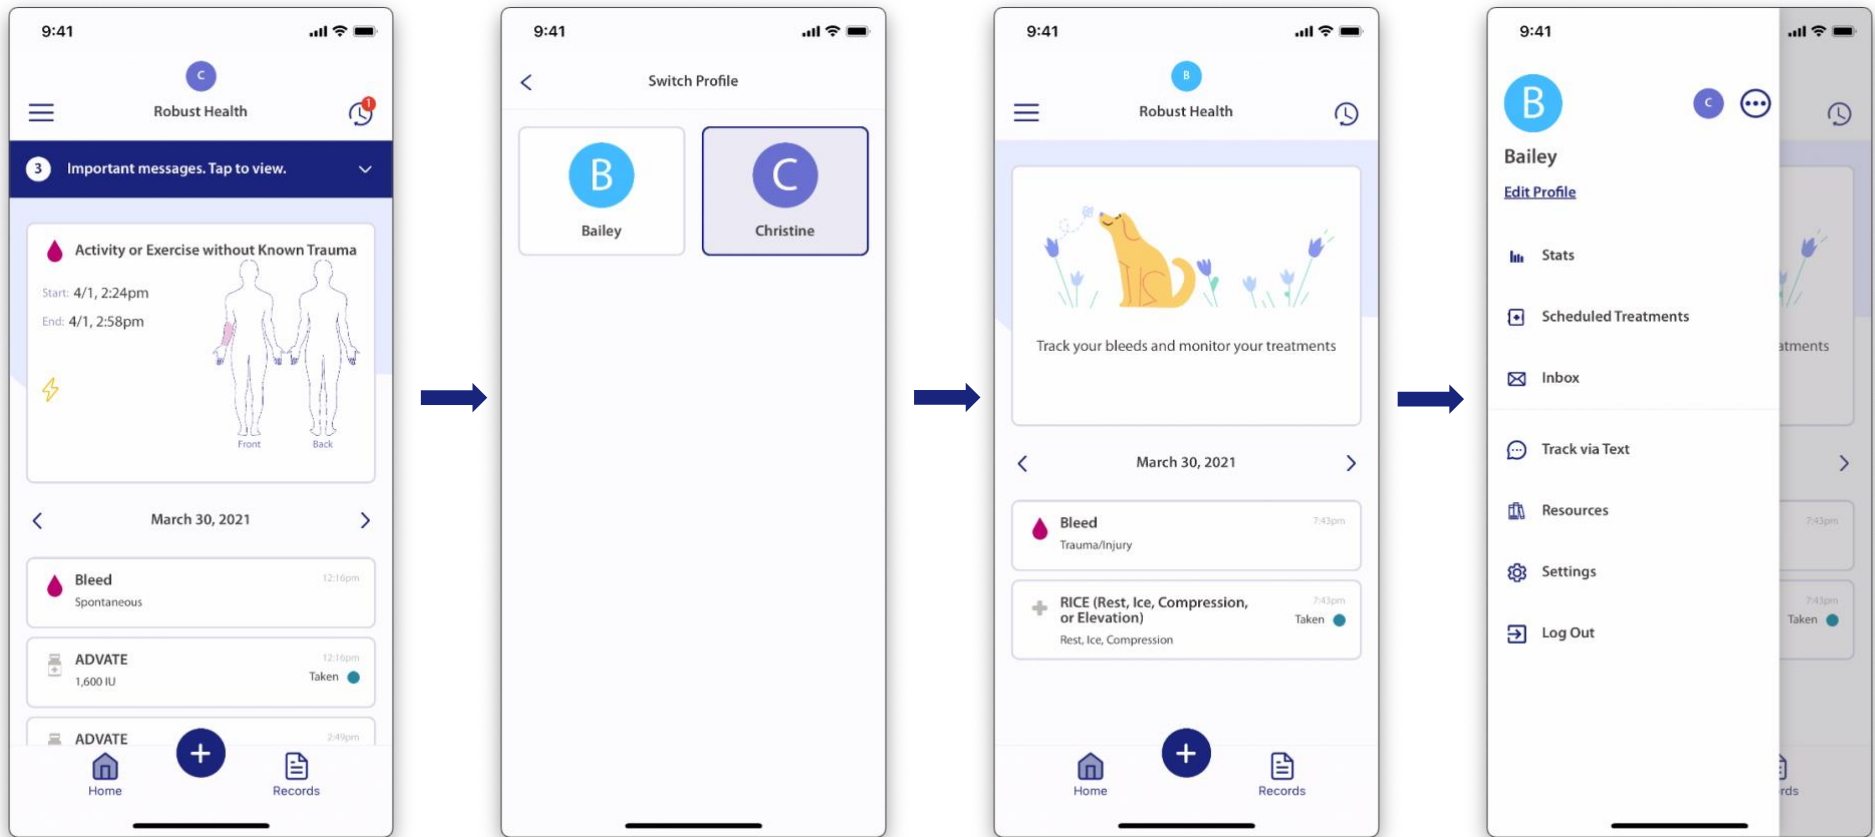 9:41
C
Robust Health
1
3 Important messages. Tap to view.
Activity or Exercise without Known Trauma
Start: 4/1, 2:24pm
End: 4/1, 2:58pm
Front Back
March 30, 2021
Bleed 12:16pm
Spontaneous
ADVATE 12:16pm
1,600 IU Taken
ADVATE 2:49pm
Home Records
9:41
Switch Profile
B C
Bailey Christine
9:41
B
Robust Health
Track your bleeds and monitor your treatments
March 30, 2021
Bleed 7:43pm
Trauma/Injury
RICE (Rest, Ice, Compression, 7:43pm
or Elevation) Taken
Rest, Ice, Compression
Home Records
9:41
B C
Bailey
Edit Profile
Stats
Scheduled Treatments
Inbox
Track via Text
Resources
Settings
Log Out
atments
7:43pm
7:43pm
Taken
rds